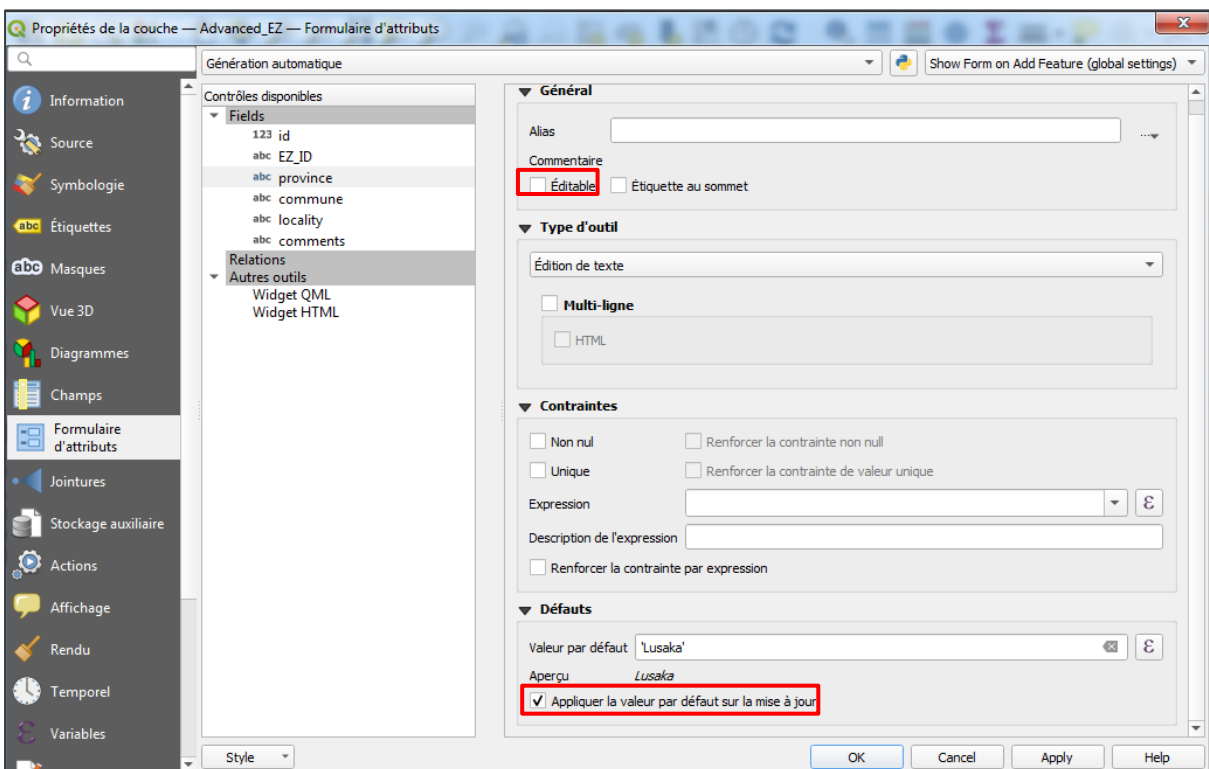 Propriétés de la couche — Advanced_EZ — Formulaire d'attributs
x
Génération automatique
Show Form on Add Feature (global settings)
Information
Source
Symbologie
abc Étiquettes
abc Masques
Vue 3D
Diagrammes
Champs
Formulaire
d'attributs
Jointures
Stockage auxiliaire
Actions
Affichage
Rendu
Temporel
ε Variables
Contrôles disponibles
Fields
123 id
abc EZ_ID
abc province
abc commune
abc locality
abc comments
Relations
Autres outils
Widget QML
Widget HTML
Général
Alias
...
Commentaire
Éditable Étiquette au sommet
Type d'outil
Édition de texte
Multi-ligne
HTML
Contraintes
Non nul Renforcer la contrainte non null
Unique Renforcer la contrainte de valeur unique
Expression ε
Description de l'expression
Renforcer la contrainte par expression
Défauts
Valeur par défaut 'Lusaka' ε
Aperçu Lusaka
Appliquer la valeur par défaut sur la mise à jour
Style OK Cancel Apply Help